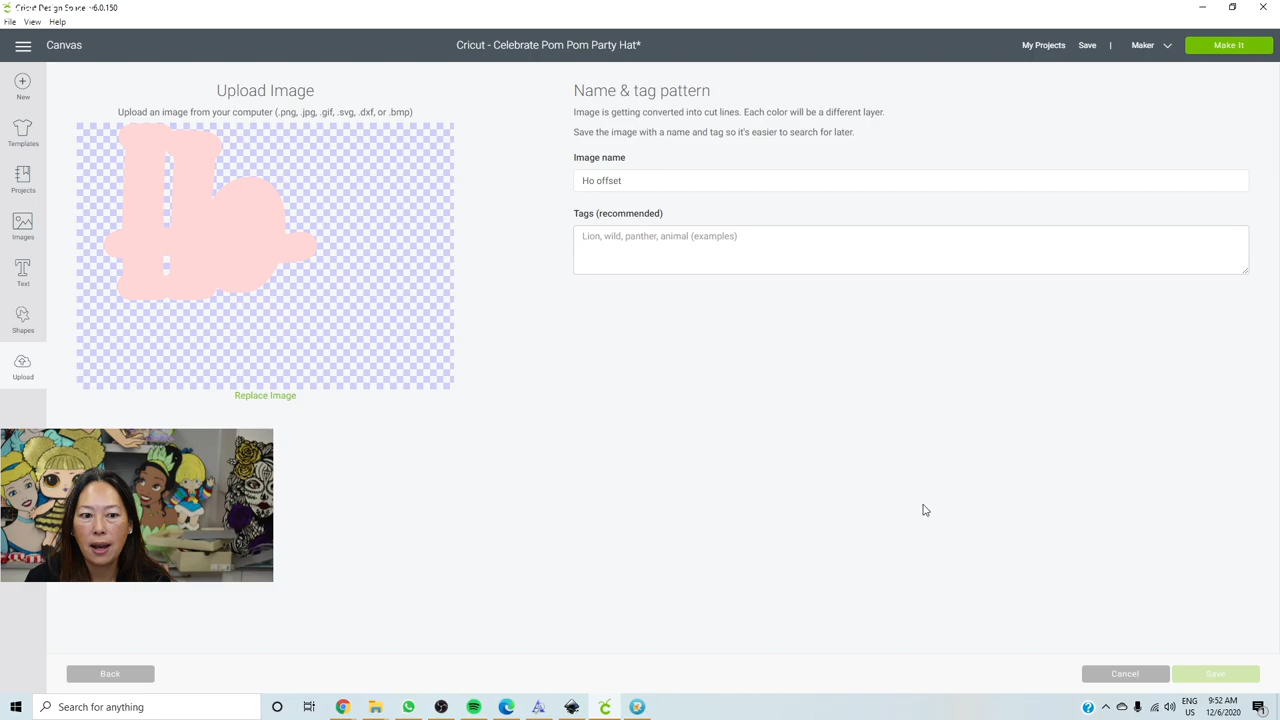 Cricut Design Space v6.0.150
File View Help
Canvas
Cricut - Celebrate Pom Pom Party Hat*
My Projects Save | Maker Make It
New
Templates
Projects
Images
Text
Shapes
Upload
Upload Image
Upload an image from your computer (.png, .jpg, .gif, .svg, .dxf, or .bmp)
Replace Image
Name & tag pattern
Image is getting converted into cut lines. Each color will be a different layer.
Save the image with a name and tag so it's easier to search for later.
Image name
Ho offset
Tags (recommended)
Lion, wild, panther, animal (examples)
Back
Cancel Save
Search for anything
ENG
US
9:52 AM
12/6/2020
1